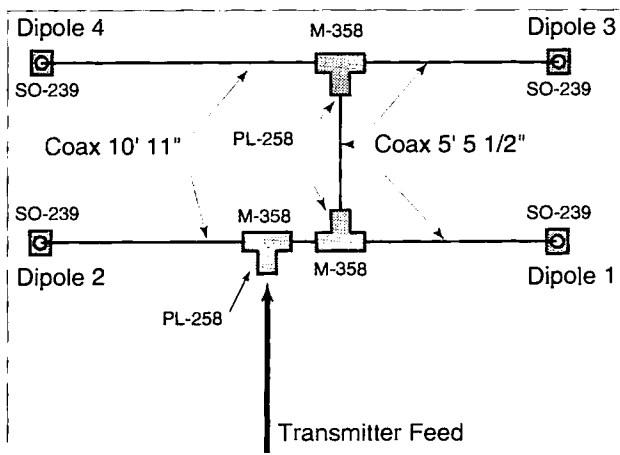 Dipole 4
M-358
Dipole 3
SO-239
SO-239
Coax 10' 11"
PL-258
Coax 5' 5 1/2"
SO-239
M-358
SO-239
Dipole 2
M-358
Dipole 1
PL-258
Transmitter Feed